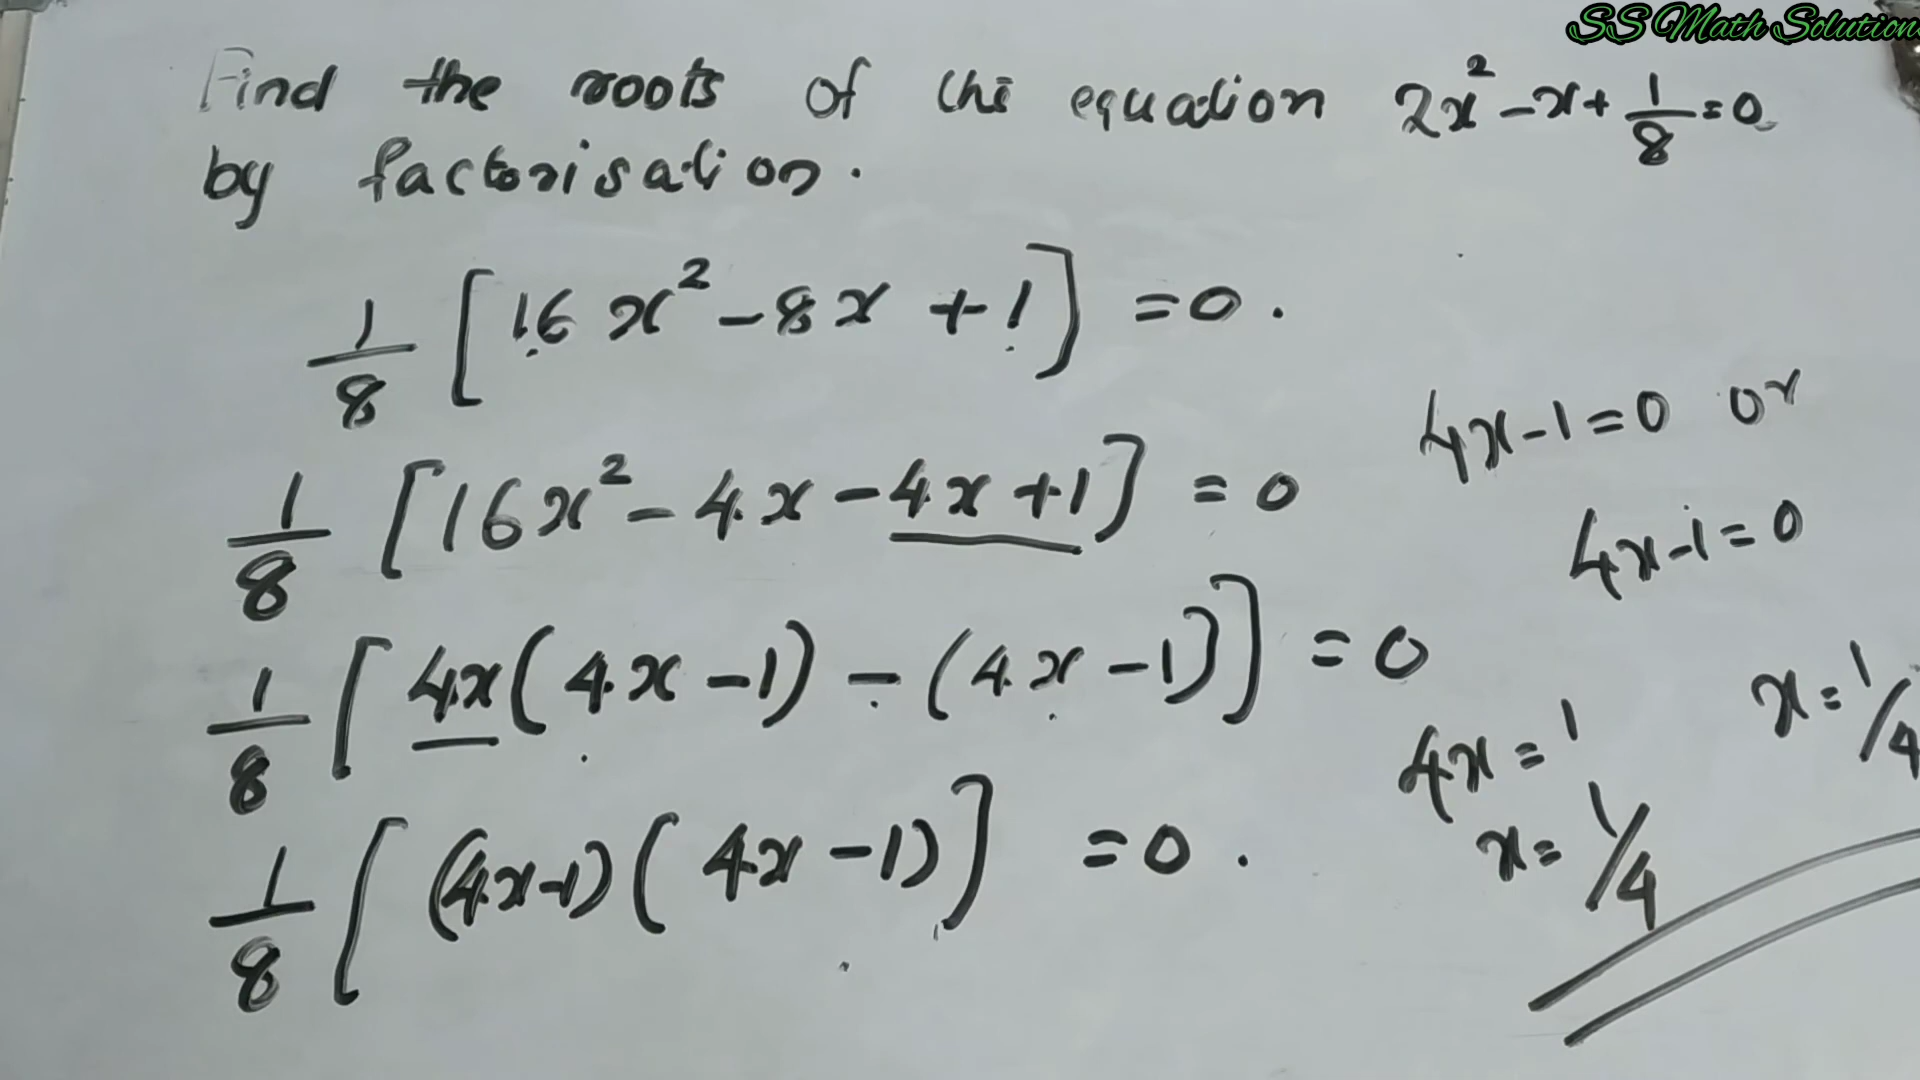 SS Math Solution
Find the roots of the equation 2x² - x + 1/8 = 0
by factorisation.
1/8 [16x² - 8x + 1] = 0.
1/8 [16x² - 4x - 4x + 1] = 0
1/8 [4x(4x - 1) - (4x - 1)] = 0
1/8 [(4x-1)(4x - 1)] = 0.
4x - 1 = 0 or
4x - 1 = 0
4x = 1
x = 1/4
x = 1/4